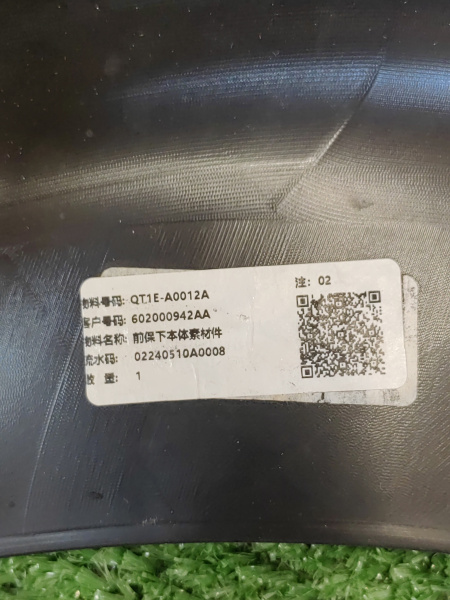 物料号码: QT1E-A0012A 注: 02
客户号码: 602000942AA
物料名称: 前保下本体素材件
流水码: 02240510A0008
数量: 1